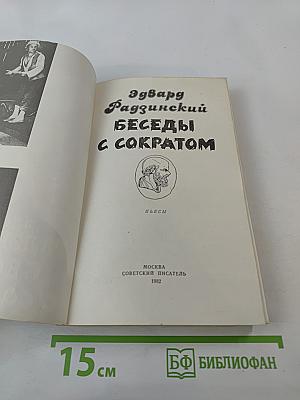 Эдвард
Радзинский
БЕСЕДЫ
С СОКРАТОМ
ПЬЕСЫ
МОСКВА
СОВЕТСКИЙ ПИСАТЕЛЬ
1982
15 см
БФ БИБЛИОФАН